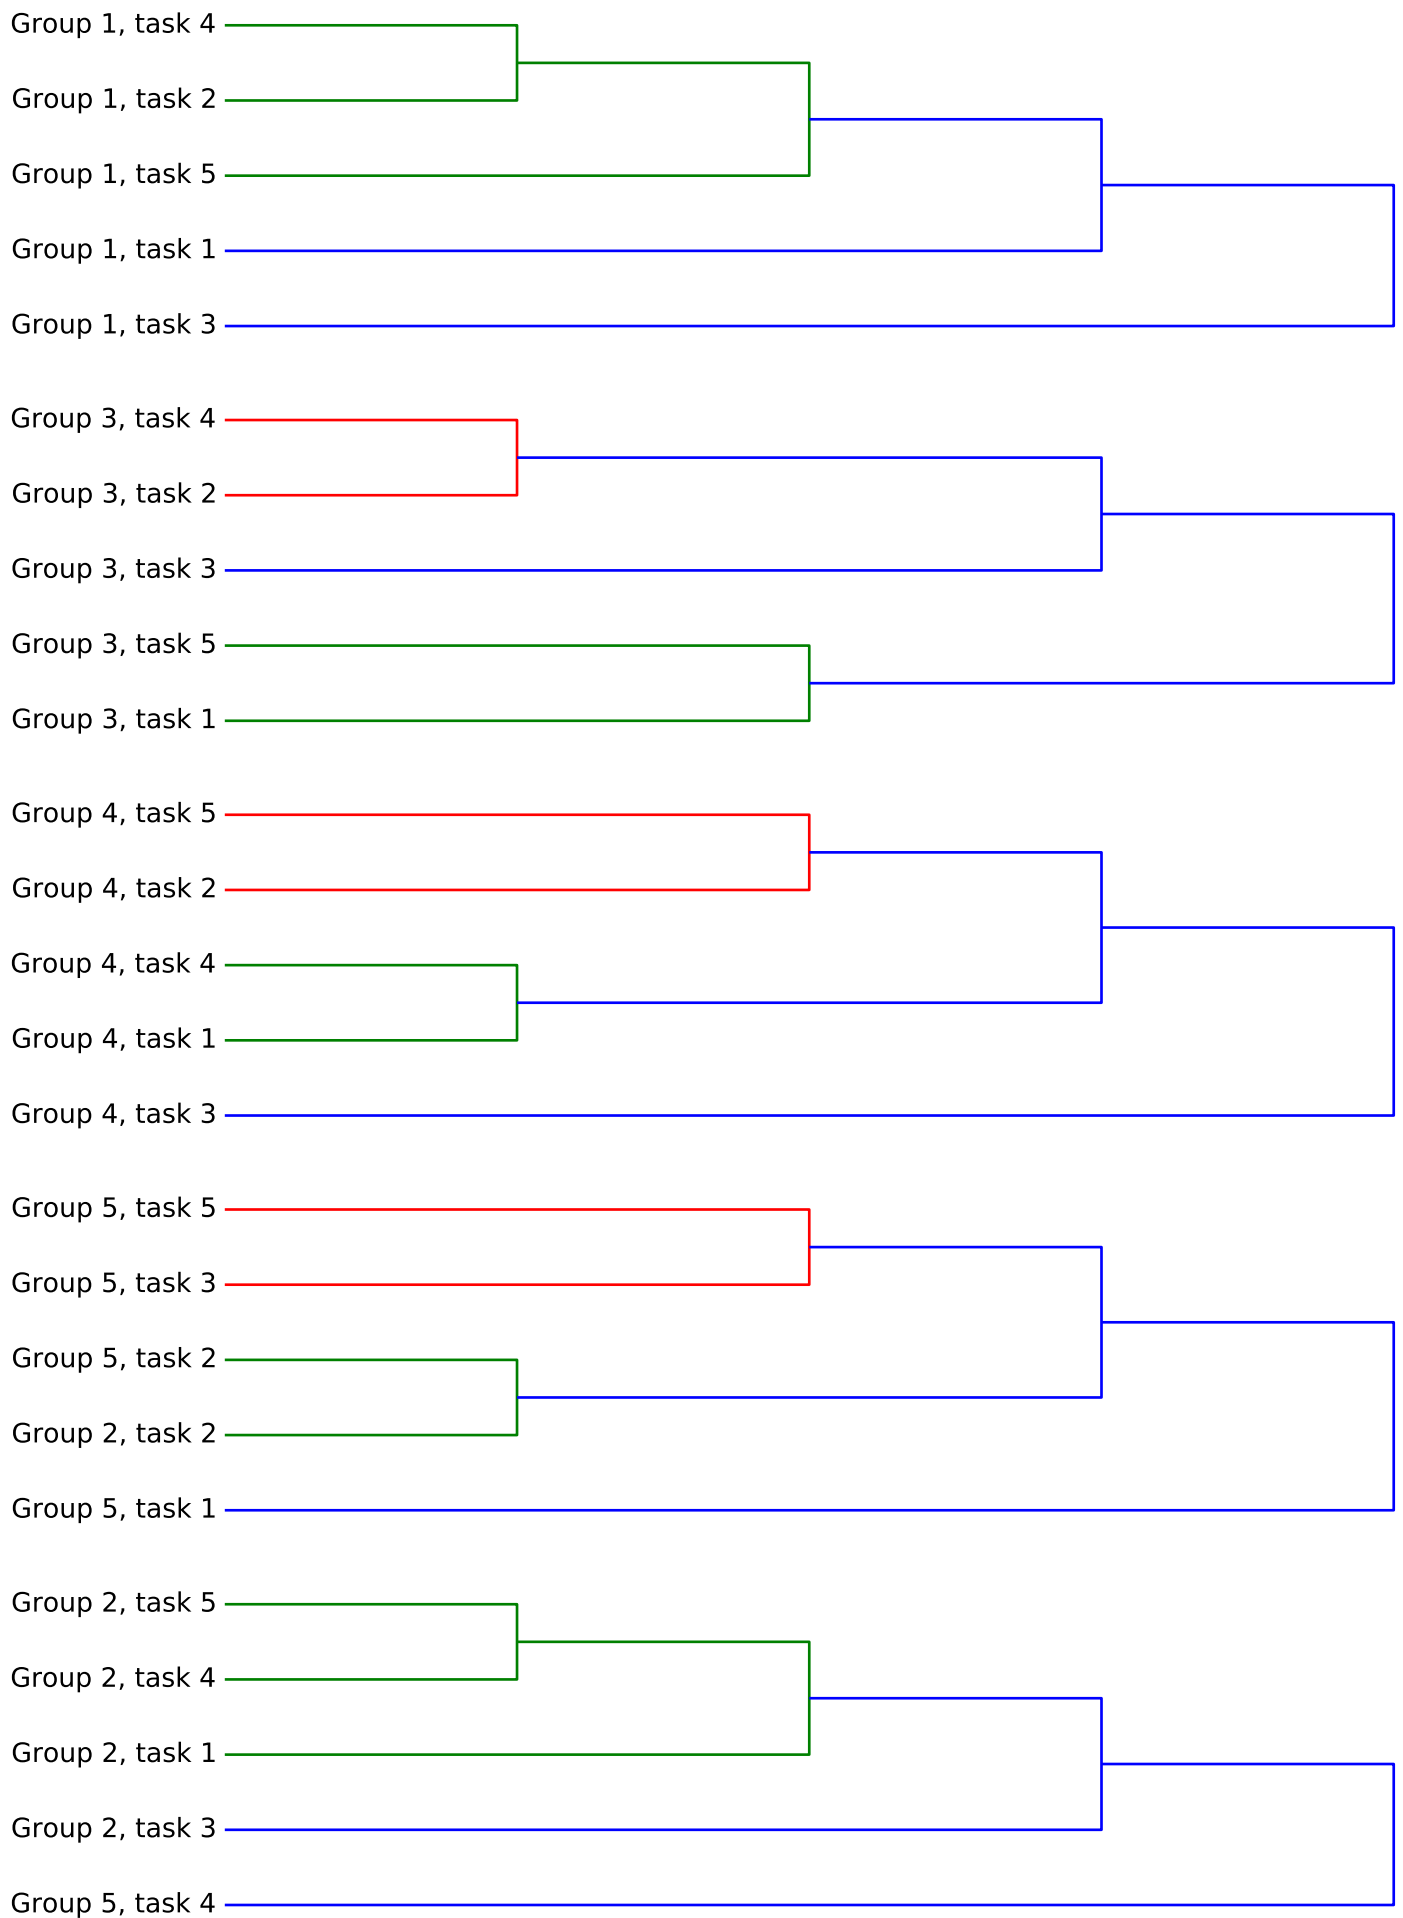 Group 1, task 4
Group 1, task 2
Group 1, task 5
Group 1, task 1
Group 1, task 3
Group 3, task 4
Group 3, task 2
Group 3, task 3
Group 3, task 5
Group 3, task 1
Group 4, task 5
Group 4, task 2
Group 4, task 4
Group 4, task 1
Group 4, task 3
Group 5, task 5
Group 5, task 3
Group 5, task 2
Group 2, task 2
Group 5, task 1
Group 2, task 5
Group 2, task 4
Group 2, task 1
Group 2, task 3
Group 5, task 4